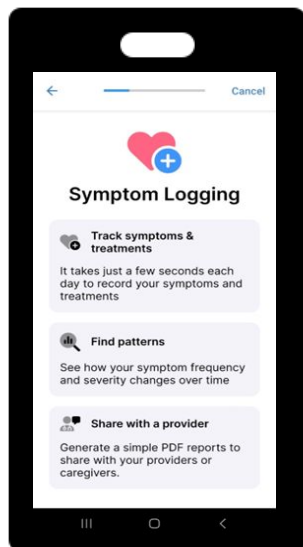 Cancel
Symptom Logging
Track symptoms &
treatments
It takes just a few seconds each
day to record your symptoms and
treatments
Find patterns
See how your symptom frequency
and severity changes over time
Share with a provider
Generate a simple PDF reports to
share with your providers or
caregivers.